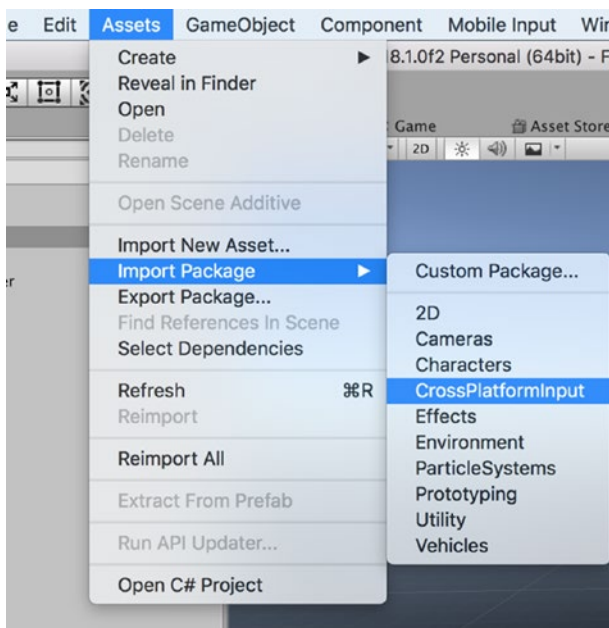 e Edit Assets GameObject Component Mobile Input Wi
8.1.0f2 Personal (64bit) - F
Game Asset Store
2D
Create
Reveal in Finder
Open
Delete
Rename
Open Scene Additive
Import New Asset...
Import Package
Export Package...
Find References In Scene
Select Dependencies
Refresh ⌘R
Reimport
Reimport All
Extract From Prefab
Run API Updater...
Open C# Project
er
Custom Package...
2D
Cameras
Characters
CrossPlatformInput
Effects
Environment
ParticleSystems
Prototyping
Utility
Vehicles